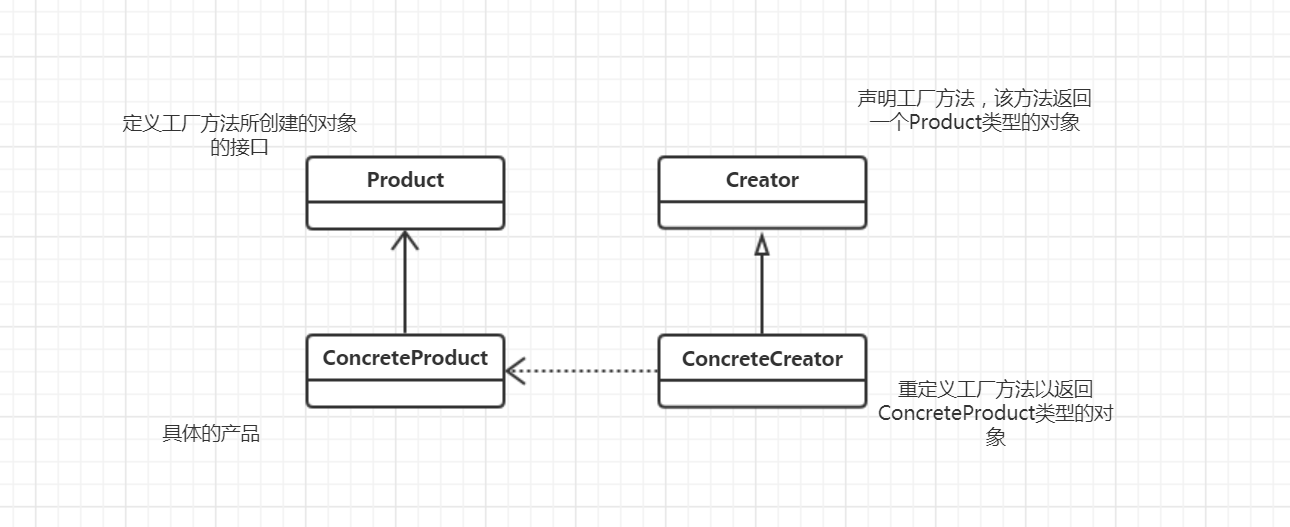 声明工厂方法，该方法返回
一个Product类型的对象
定义工厂方法所创建的对象
的接口
Product
Creator
ConcreteProduct
ConcreteCreator
重定义工厂方法以返回
ConcreteProduct类型的对
象
具体的产品